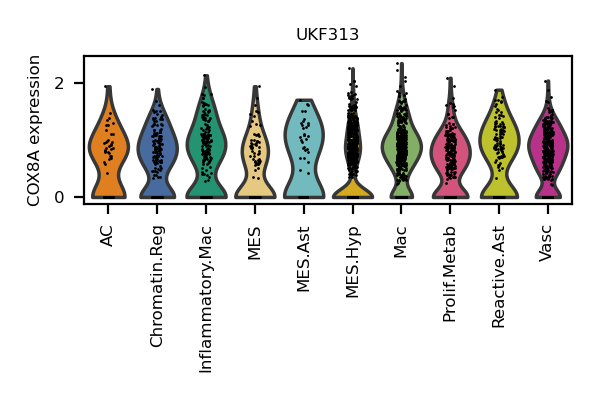 UKF313
COX8A expression
2
0
AC
Chromatin.Reg
Inflammatory.Mac
MES
MES.Ast
MES.Hyp
Mac
Prolif.Metab
Reactive.Ast
Vasc